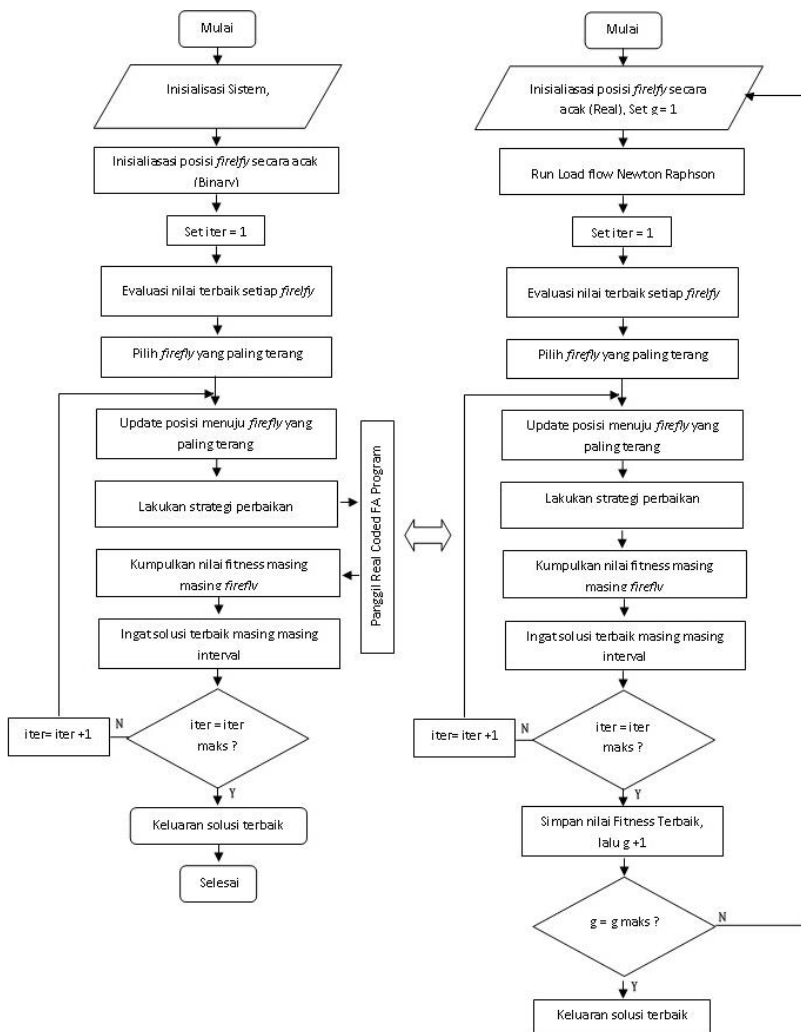 Mulai
Inisialisasi Sistem,
Inisialiasasi posisi firelfy secara acak
(Binary)
Set iter = 1
Evaluasi nilai terbaik setiap firelfy
Pilih firefly yang paling terang
Update posisi menuju firefly yang
paling terang
Lakukan strategi perbaikan
Kumpulkan nilai fitness masing
masing firefly
Ingat solusi terbaik masing masing
interval
iter = iter
maks ?
N
iter= iter +1
Y
Keluaran solusi terbaik
Selesai
Panggil Real Coded FA Program
Mulai
Inisialiasasi posisi firelfy secara
acak (Real), Set g = 1
Run Load flow Newton Raphson
Set iter = 1
Evaluasi nilai terbaik setiap firelfy
Pilih firefly yang paling terang
Update posisi menuju firefly yang
paling terang
Lakukan strategi perbaikan
Kumpulkan nilai fitness masing
masing firefly
Ingat solusi terbaik masing masing
interval
iter = iter
maks ?
N
iter= iter +1
Y
Simpan nilai Fitness Terbaik,
lalu g +1
g = g maks ?
N
Y
Keluaran solusi terbaik